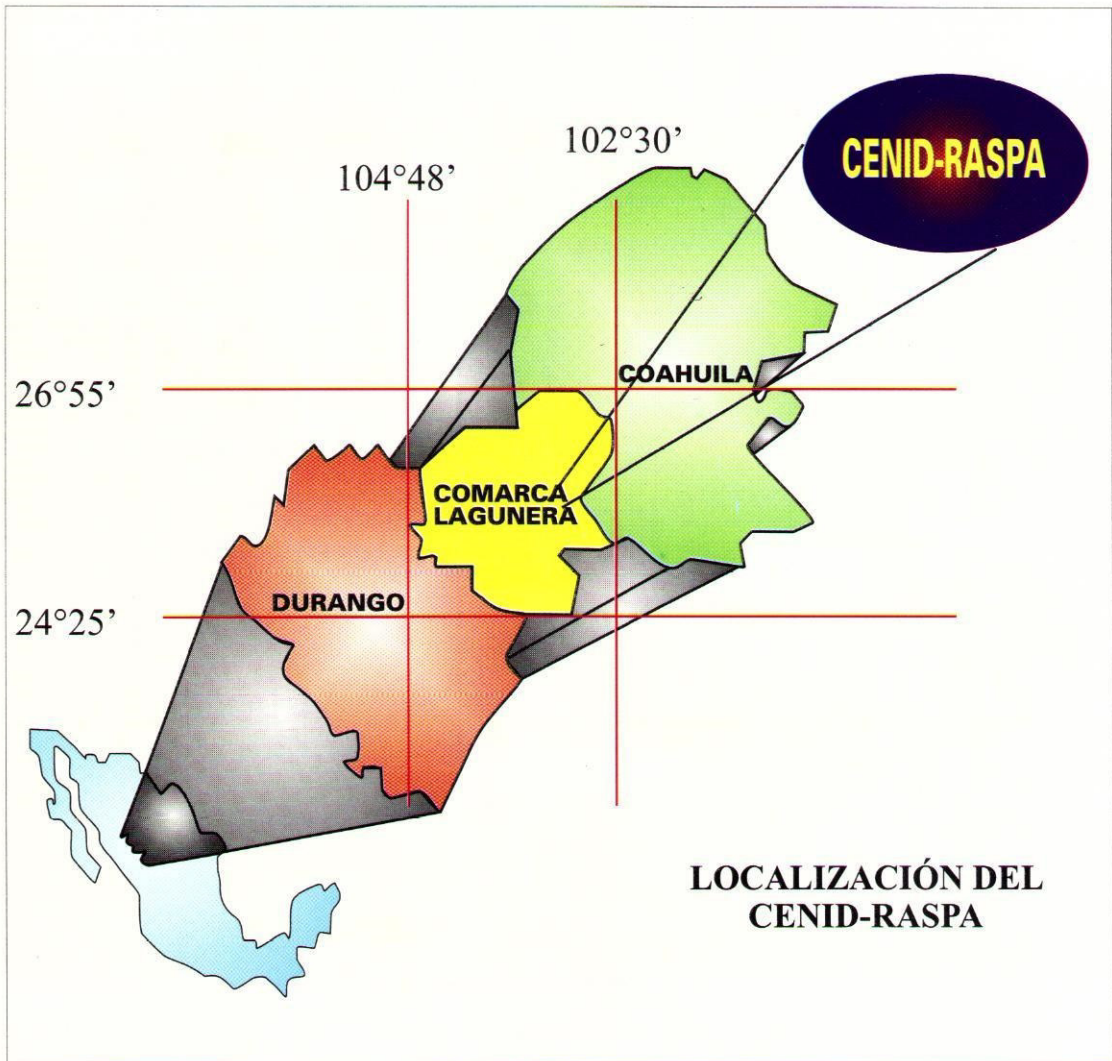 CENID-RASPA
102°30’
104°48’
26°55’
COAHUILA
COMARCA
LAGUNERA
DURANGO
24°25’
LOCALIZACIÓN DEL
CENID-RASPA